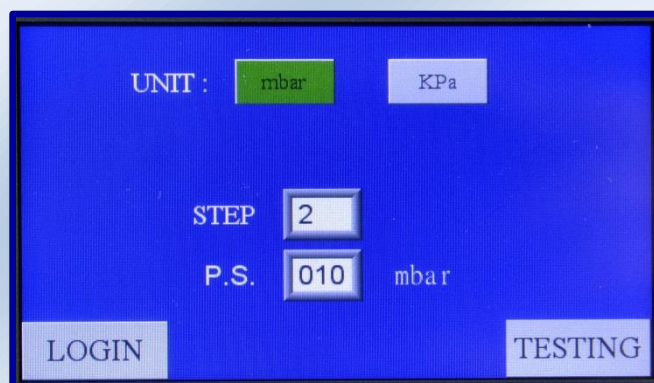 UNIT : mbar KPa
STEP 2
P.S. 010 mbar
LOGIN TESTING